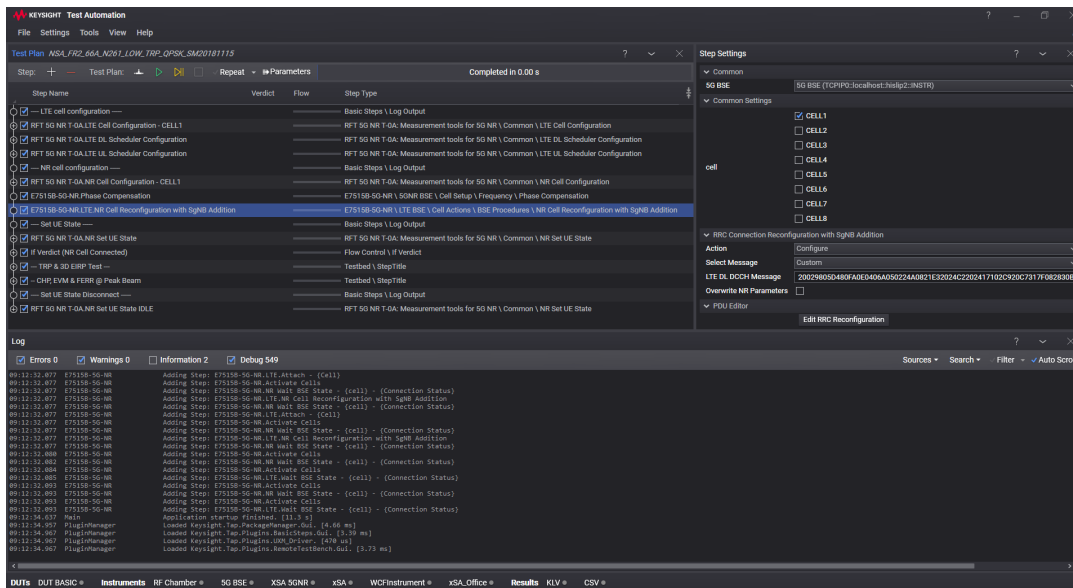 KEYSIGHT Test Automation
File Settings Tools View Help
Test Plan NSA_FR2_66A_N261_LOW_TRP_QPSK_SM20181115
Step: Test Plan: Repeat Parameters Completed in 0.00 s
Step Name Verdict Flow Step Type
--- LTE cell configuration --- Basic Steps \ Log Output
RFT 5G NR T-0A.LTE Cell Configuration - CELL1 RFT 5G NR T-0A: Measurement tools for 5G NR \ Common \ LTE Cell Configuration
RFT 5G NR T-0A.LTE DL Scheduler Configuration RFT 5G NR T-0A: Measurement tools for 5G NR \ Common \ LTE DL Scheduler Configuration
RFT 5G NR T-0A.LTE UL Scheduler Configuration RFT 5G NR T-0A: Measurement tools for 5G NR \ Common \ LTE UL Scheduler Configuration
--- NR cell configuration --- Basic Steps \ Log Output
RFT 5G NR T-0A.NR Cell Configuration - CELL1 RFT 5G NR T-0A: Measurement tools for 5G NR \ Common \ NR Cell Configuration
E7515B-5G-NR.Phase Compensation E7515B-5G-NR \ 5GNR BSE \ Cell Setup \ Frequency \ Phase Compensation
E7515B-5G-NR.LTE.NR Cell Reconfiguration with SgNB Addition E7515B-5G-NR \ LTE BSE \ Cell Actions \ BSE Procedures \ NR Cell Reconfiguration with SgNB Addition
--- Set UE State --- Basic Steps \ Log Output
RFT 5G NR T-0A.NR Set UE State RFT 5G NR T-0A: Measurement tools for 5G NR \ Common \ NR Set UE State
If Verdict (NR Cell Connected) Flow Control \ If Verdict
-- TRP & 3D EIRP Test -- Testbed \ StepTitle
-- CHP, EVM & FERR @ Peak Beam Testbed \ StepTitle
--- Set UE State Disconnect --- Basic Steps \ Log Output
RFT 5G NR T-0A.NR Set UE State IDLE RFT 5G NR T-0A: Measurement tools for 5G NR \ Common \ NR Set UE State
Step Settings
Common
5G BSE 5G BSE (TCPIP0::localhost::hislip2::INSTR)
Common Settings
cell
CELL1
CELL2
CELL3
CELL4
CELL5
CELL6
CELL7
CELL8
RRC Connection Reconfiguration with SgNB Addition
Action Configure
Select Message Custom
LTE DL DCCH Message 20029805D480FA0E0406A050224A0821E32024C2202417102C920C7317F082830B
Overwrite NR Parameters
PDU Editor
Edit RRC Reconfiguration
Log
Errors 0 Warnings 0 Information 2 Debug 549 Sources Search Filter Auto Scro
09:12:32.077 E7515B-5G-NR Adding Step: E7515B-5G-NR.LTE.Attach - {Cell}
09:12:32.077 E7515B-5G-NR Adding Step: E7515B-5G-NR.Activate Cells
09:12:32.077 E7515B-5G-NR Adding Step: E7515B-5G-NR.NR Wait BSE State - {cell} - {Connection Status}
09:12:32.077 E7515B-5G-NR Adding Step: E7515B-5G-NR.LTE.NR Cell Reconfiguration with SgNB Addition
09:12:32.077 E7515B-5G-NR Adding Step: E7515B-5G-NR.NR Wait BSE State - {cell} - {Connection Status}
09:12:32.077 E7515B-5G-NR Adding Step: E7515B-5G-NR.LTE.Attach - {Cell}
09:12:32.077 E7515B-5G-NR Adding Step: E7515B-5G-NR.Activate Cells
09:12:32.077 E7515B-5G-NR Adding Step: E7515B-5G-NR.NR Wait BSE State - {cell} - {Connection Status}
09:12:32.077 E7515B-5G-NR Adding Step: E7515B-5G-NR.LTE.NR Cell Reconfiguration with SgNB Addition
09:12:32.080 E7515B-5G-NR Adding Step: E7515B-5G-NR.Activate Cells
09:12:32.082 E7515B-5G-NR Adding Step: E7515B-5G-NR.NR Wait BSE State - {cell} - {Connection Status}
09:12:32.084 E7515B-5G-NR Adding Step: E7515B-5G-NR.Activate Cells
09:12:32.085 E7515B-5G-NR Adding Step: E7515B-5G-NR.LTE.Wait BSE State - {cell} - {Connection Status}
09:12:32.093 E7515B-5G-NR Adding Step: E7515B-5G-NR.Activate Cells
09:12:32.093 E7515B-5G-NR Adding Step: E7515B-5G-NR.NR Wait BSE State - {cell} - {Connection Status}
09:12:32.093 E7515B-5G-NR Adding Step: E7515B-5G-NR.Activate Cells
09:12:32.093 E7515B-5G-NR Adding Step: E7515B-5G-NR.LTE.Wait BSE State - {cell} - {Connection Status}
09:12:34.637 Main Application startup finished. [11.3 s]
09:12:34.957 PluginManager Loaded Keysight.Tap.PackageManager.Gui. [4.66 ms]
09:12:34.967 PluginManager Loaded Keysight.Tap.Plugins.BasicSteps.Gui. [3.39 ms]
09:12:34.967 PluginManager Loaded Keysight.Tap.Plugins.UXM_Driver. [470 us]
09:12:34.967 PluginManager Loaded Keysight.Tap.Plugins.RemoteTestBench.Gui. [3.73 ms]
DUTs DUT BASIC Instruments RF Chamber 5G BSE XSA 5GNR xSA WCFInstrument xSA_Office Results KLV CSV